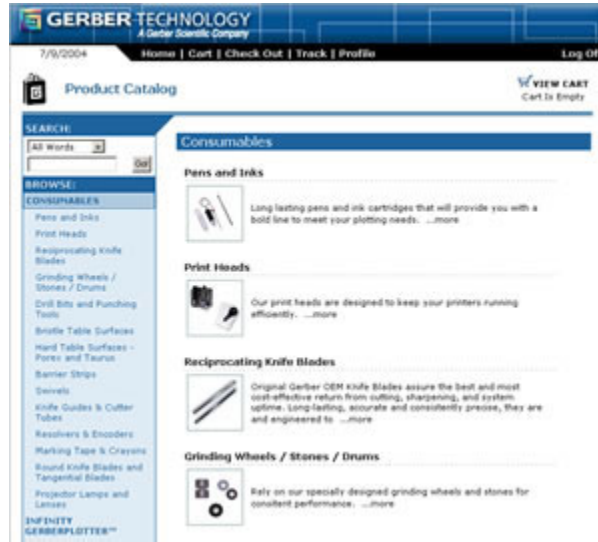 GERBER TECHNOLOGY
A Gerber Scientific Company
7/9/2004
Home | Cart | Check Out | Track | Profile
Log Of
Product Catalog
VIEW CART
Cart Is Empty
SEARCH:
All Words
Go!
BROWSE:
CONSUMABLES
Pens and Inks
Print Heads
Reciprocating Knife
Blades
Grinding Wheels /
Stones / Drums
Drill Bits and Punching
Tools
Bristle Table Surfaces
Hard Table Surfaces -
Porex and Taurus
Barrier Strips
Swivels
Knife Guides & Cutter
Tubes
Resolvers & Encoders
Marking Tape & Crayons
Round Knife Blades and
Tangential Blades
Projector Lamps and
Lenses
INFINITY
GERBERPLOTTER™
Consumables
Pens and Inks
Long lasting pens and ink cartridges that will provide you with a
bold line to meet your plotting needs. ...more
Print Heads
Our print heads are designed to keep your printers running
efficiently. ...more
Reciprocating Knife Blades
Original Gerber OEM Knife Blades assure the best and most
cost-effective return from cutting, sharpening, and system
uptime. Long-lasting, accurate and consistently precise, they are
and engineered to ...more
Grinding Wheels / Stones / Drums
Rely on our specially designed grinding wheels and stones for
consitent performance. ...more